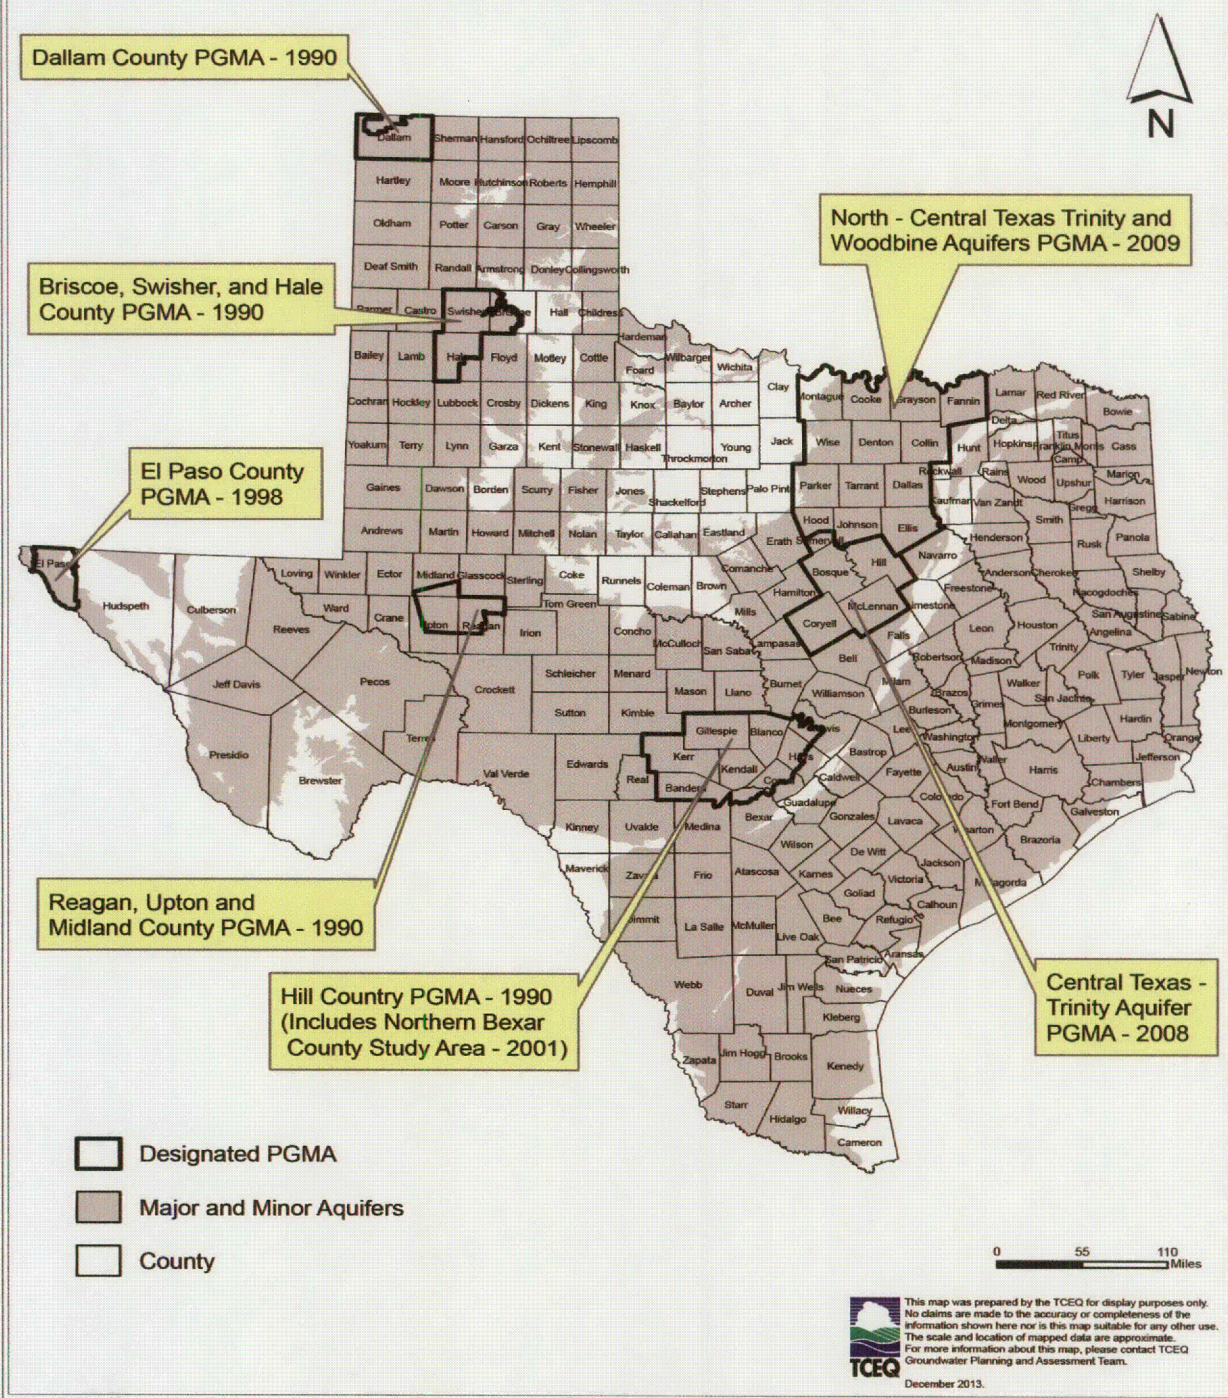 Dallam County PGMA - 1990
N
Dallam Sherman Hansford Ochiltree Lipscomb
Hartley Moore Hutchinson Roberts Hemphill
North - Central Texas Trinity and
Woodbine Aquifers PGMA - 2009
Oldham Potter Carson Gray Wheeler
Deaf Smith Randall Armstrong Donley Collingsworth
Briscoe, Swisher, and Hale
County PGMA - 1990
Parmer Castro Swisher Hall Childress
Hardeman
Bailey Lamb Hale Floyd Motley Cottle Foard Wilbarger Wichita Clay
Cochran Hockley Lubbock Crosby Dickens King Knox Baylor Archer Montague Cooke Grayson Fannin Lamar Red River Bowie
Delta
Yoakum Terry Lynn Garza Kent Stonewall Haskell Throckmorton Young Jack Wise Denton Collin Hunt Hopkins Franklin Titus Morris Cass
Camp
El Paso County
PGMA - 1998
Gaines Dawson Borden Scurry Fisher Jones Shackelford Stephens Palo Pint Parker Tarrant Dallas Rockwall Rains Wood Upshur Marion
Kaufman Van Zandt Gregg Harrison
Andrews Martin Howard Mitchell Nolan Taylor Callahan Eastland Erath Hood Somervell Johnson Ellis Henderson Smith Rusk Panola
El Paso Hudspeth Culberson Loving Winkler Ector Midland Glasscock Sterling Coke Runnels Coleman Brown Comanche Bosque Hill Navarro Anderson Cherokee Shelby
Reeves Ward Crane Upton Reagan Irion Tom Green Concho Mills Hamilton McLennan Limestone Freestone Nacogdoches
McCulloch San Saba Lampasas Coryell Falls Leon Houston San Augustine Sabine
Angelina
Jeff Davis Pecos Crockett Schleicher Menard Bell Robertson Madison Trinity Polk Tyler Jasper Newton
Sutton Kimble Mason Llano Burnet Williamson Milam Brazos Grimes Walker San Jacinto Hardin
Burleson Montgomery
Presidio Brewster Terrell Val Verde Edwards Real Kerr Gillespie Blanco Hays Travis Bastrop Lee Washington Waller Liberty Orange
Bandera Kendall Comal Caldwell Fayette Austin Harris Jefferson
Guadalupe Colorado Fort Bend Chambers
Kinney Uvalde Medina Bexar Gonzales Lavaca Wharton Galveston
Wilson Brazoria
Maverick Zavala Frio Atascosa Karnes De Witt Jackson Matagorda
Goliad Victoria Calhoun
Reagan, Upton and
Midland County PGMA - 1990
Dimmit La Salle McMuller Live Oak Bee Refugio
San Patricio Aransas
Hill Country PGMA - 1990
(Includes Northern Bexar
County Study Area - 2001)
Central Texas -
Trinity Aquifer
PGMA - 2008
Webb Duval Jim Wells Nueces
Kleberg
Zapata Jim Hogg Brooks Kenedy
Starr Hidalgo Willacy
Cameron
Designated PGMA
Major and Minor Aquifers
County
0 55 110
Miles
This map was prepared by the TCEQ for display purposes only.
No claims are made to the accuracy or completeness of the
information shown here nor is this map suitable for any other use.
The scale and location of mapped data are approximate.
For more information about this map, please contact TCEQ
Groundwater Planning and Assessment Team.
TCEQ
December 2013.